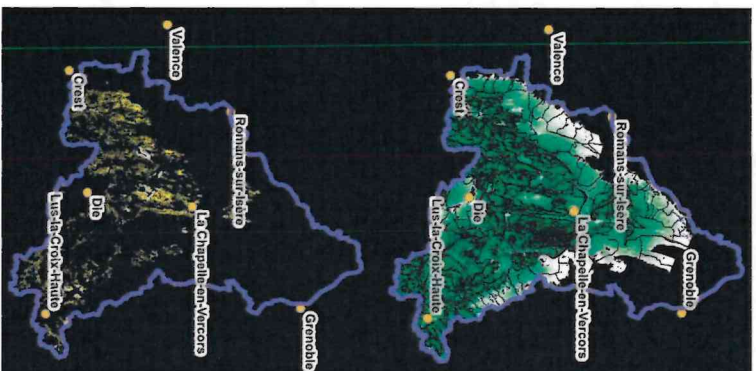 Valence
Romans-sur-Isère
Grenoble
Crest
La Chapelle-en-Vercors
Die
Lus-la-Croix-Haute
Valence
Romans-sur-Isère
Grenoble
Crest
La Chapelle-en-Vercors
Die
Lus-la-Croix-Haute